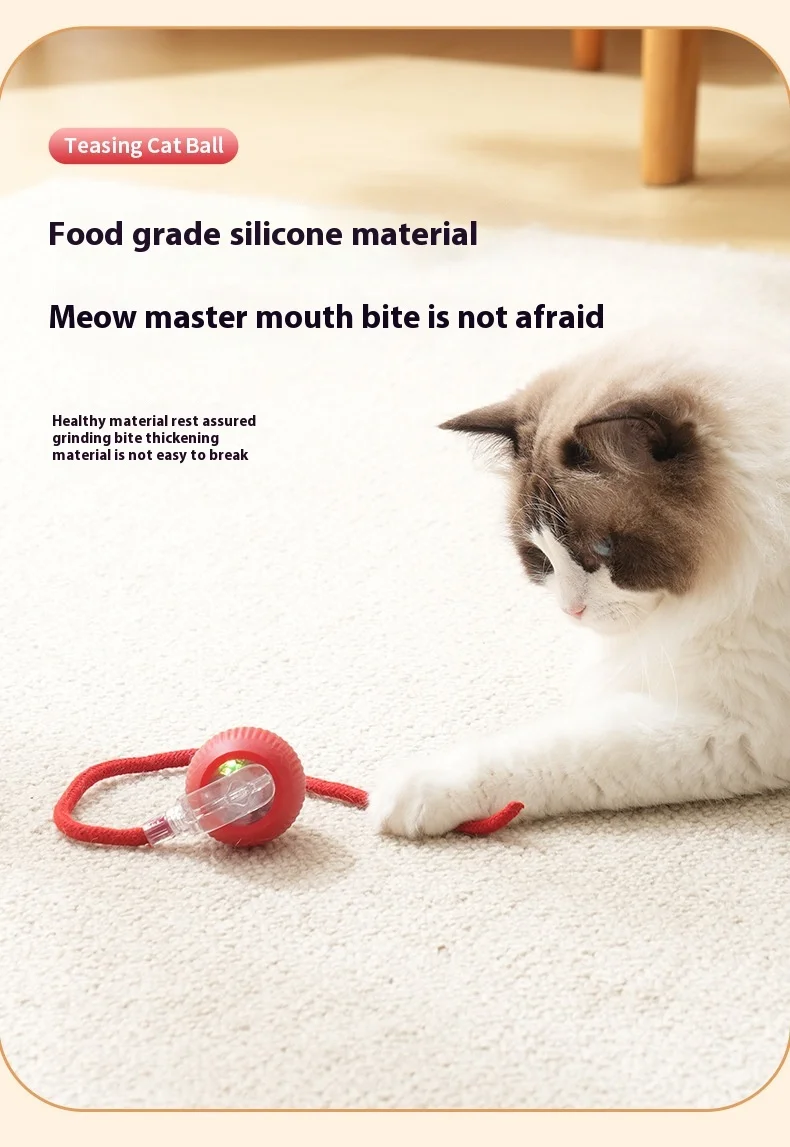 Teasing Cat Ball
Food grade silicone material
Meow master mouth bite is not afraid
Healthy material rest assured
grinding bite thickening
material is not easy to break